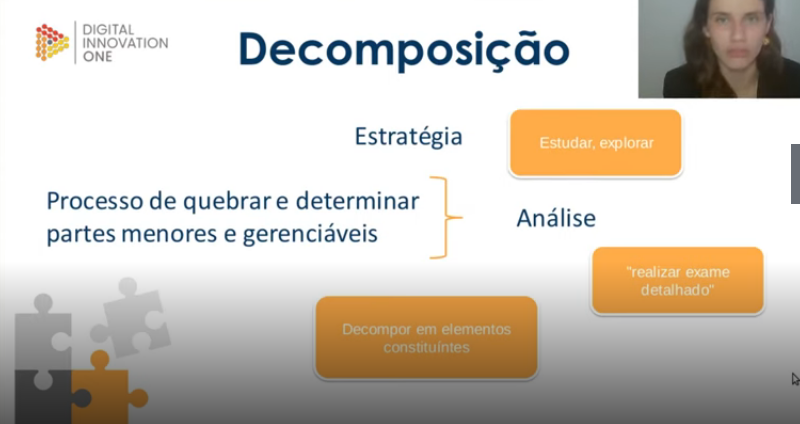 DIGITAL
INNOVATION
ONE
Decomposição
Estratégia
Estudar, explorar
Processo de quebrar e determinar
partes menores e gerenciáveis
Análise
"realizar exame
detalhado"
Decompor em elementos
constituíntes